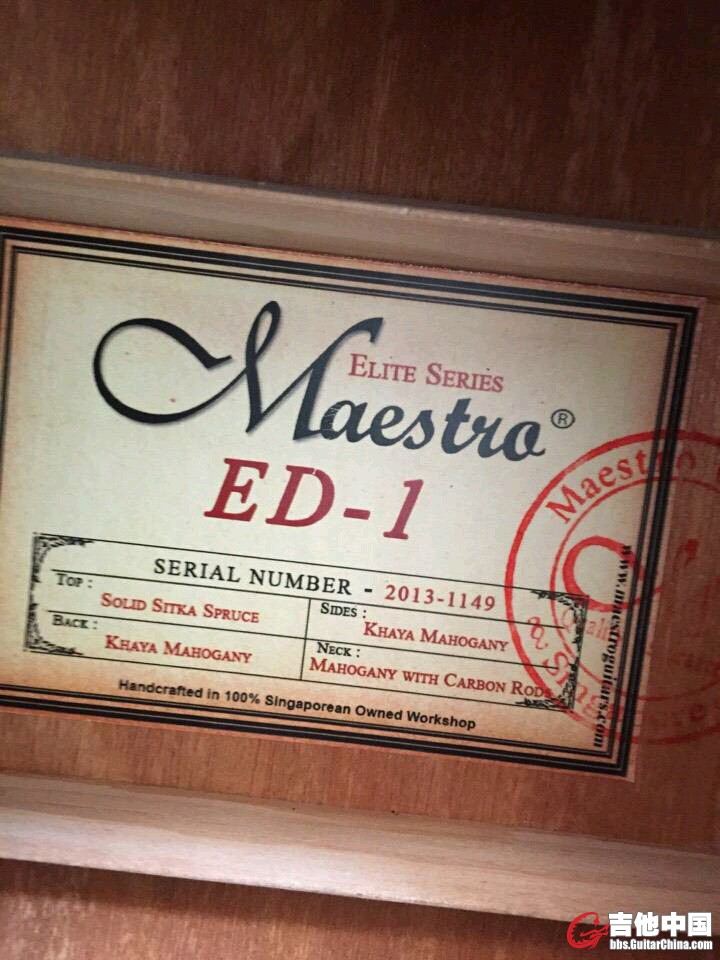 Elite Series
Maestro®
ED-1
Serial Number - 2013-1149
Top :
Solid Sitka Spruce
Sides :
Khaya Mahogany
Back :
Khaya Mahogany
Neck :
Mahogany with Carbon Rods
Handcrafted in 100% Singaporean Owned Workshop
www.maestroguitars.com
Maestro
吉他中国
bbs.GuitarChina.com